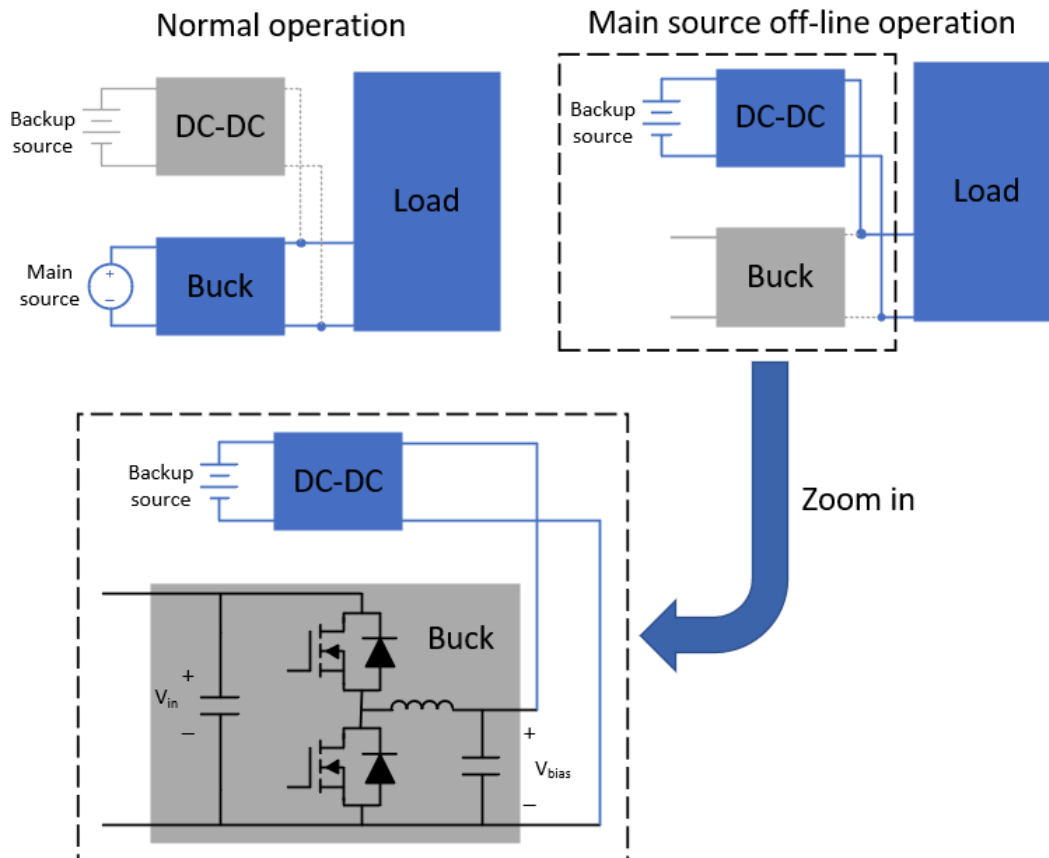 Normal operation
Backup
source
DC-DC
Load
Main
source
+
–
Buck
Main source off-line operation
Backup
source
DC-DC
Load
Buck
Zoom in
Backup
source
DC-DC
Buck
+
Vin
–
+
Vbias
–